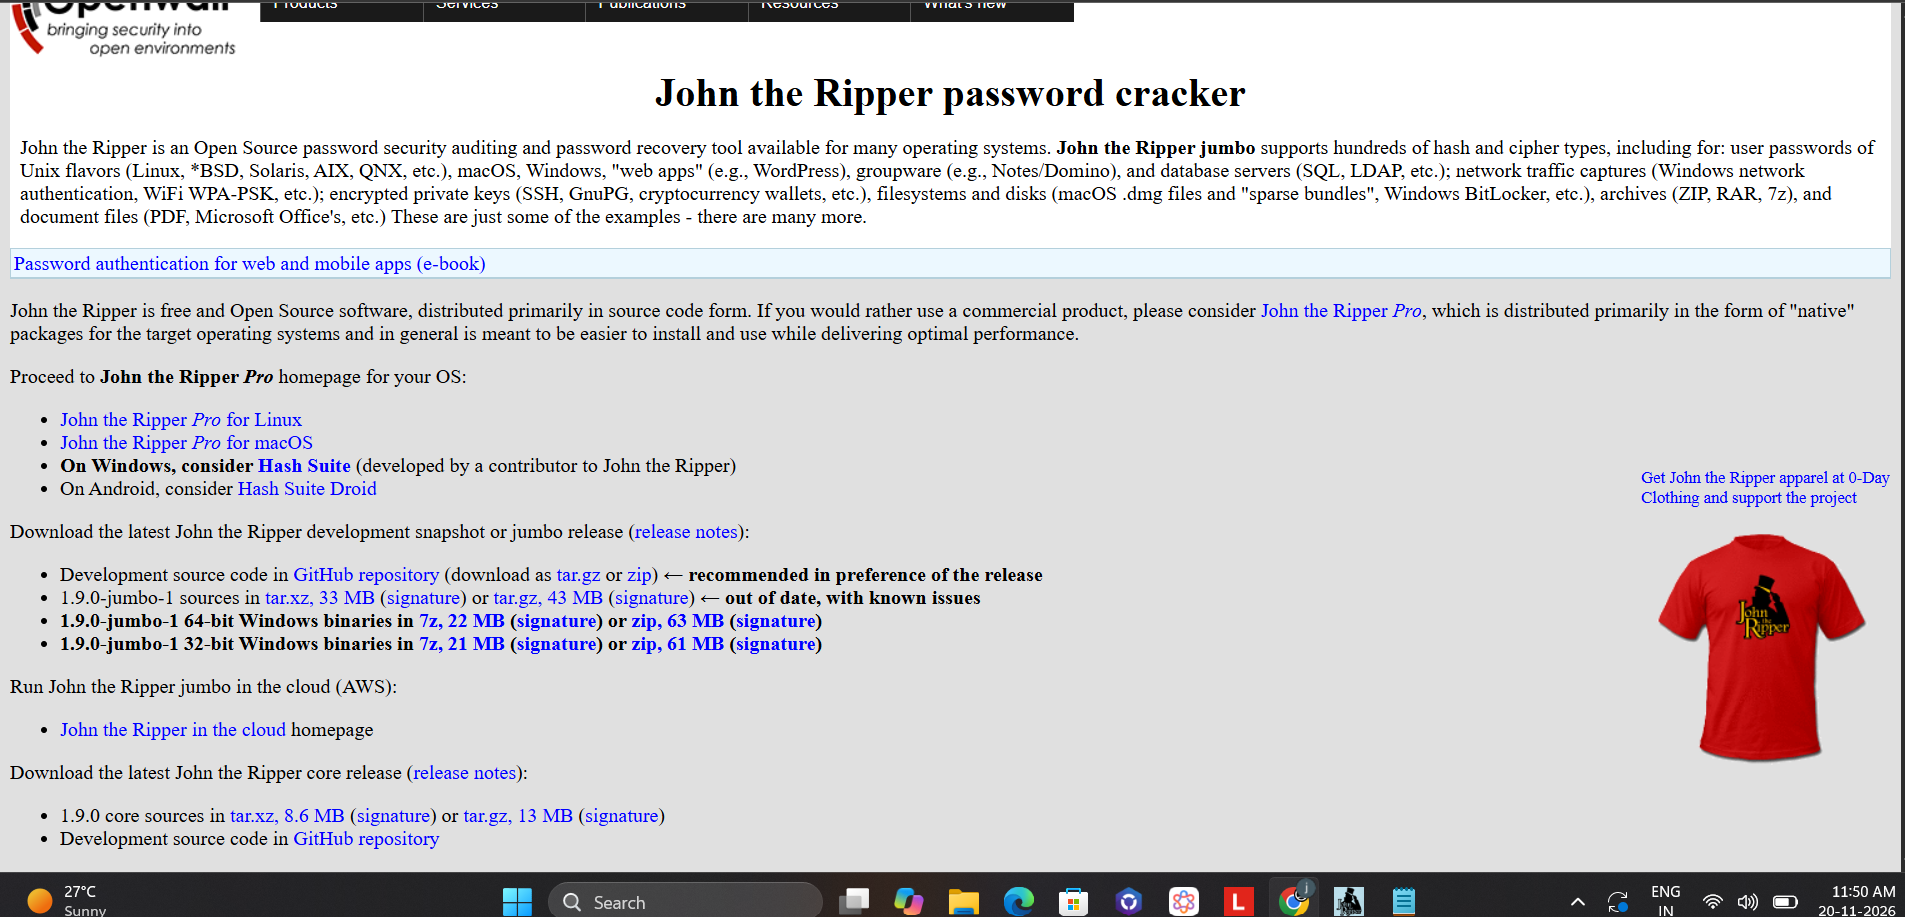 Openwall
Products Services Publications Resources What's new
bringing security into
open environments
John the Ripper password cracker
John the Ripper is an Open Source password security auditing and password recovery tool available for many operating systems. John the Ripper jumbo supports hundreds of hash and cipher types, including for: user passwords of
Unix flavors (Linux, *BSD, Solaris, AIX, QNX, etc.), macOS, Windows, "web apps" (e.g., WordPress), groupware (e.g., Notes/Domino), and database servers (SQL, LDAP, etc.); network traffic captures (Windows network
authentication, WiFi WPA-PSK, etc.); encrypted private keys (SSH, GnuPG, cryptocurrency wallets, etc.), filesystems and disks (macOS .dmg files and "sparse bundles", Windows BitLocker, etc.), archives (ZIP, RAR, 7z), and
document files (PDF, Microsoft Office's, etc.) These are just some of the examples - there are many more.
Password authentication for web and mobile apps (e-book)
John the Ripper is free and Open Source software, distributed primarily in source code form. If you would rather use a commercial product, please consider John the Ripper Pro, which is distributed primarily in the form of "native"
packages for the target operating systems and in general is meant to be easier to install and use while delivering optimal performance.
Proceed to John the Ripper Pro homepage for your OS:
• John the Ripper Pro for Linux
• John the Ripper Pro for macOS
• On Windows, consider Hash Suite (developed by a contributor to John the Ripper)
• On Android, consider Hash Suite Droid
Get John the Ripper apparel at 0-Day
Clothing and support the project
Download the latest John the Ripper development snapshot or jumbo release (release notes):
• Development source code in GitHub repository (download as tar.gz or zip) ← recommended in preference of the release
• 1.9.0-jumbo-1 sources in tar.xz, 33 MB (signature) or tar.gz, 43 MB (signature) ← out of date, with known issues
• 1.9.0-jumbo-1 64-bit Windows binaries in 7z, 22 MB (signature) or zip, 63 MB (signature)
• 1.9.0-jumbo-1 32-bit Windows binaries in 7z, 21 MB (signature) or zip, 61 MB (signature)
John
the
Ripper
Run John the Ripper jumbo in the cloud (AWS):
• John the Ripper in the cloud homepage
Download the latest John the Ripper core release (release notes):
• 1.9.0 core sources in tar.xz, 8.6 MB (signature) or tar.gz, 13 MB (signature)
• Development source code in GitHub repository
27°C
Sunny
Search
L
j
ENG
IN
11:50 AM
20-11-2026